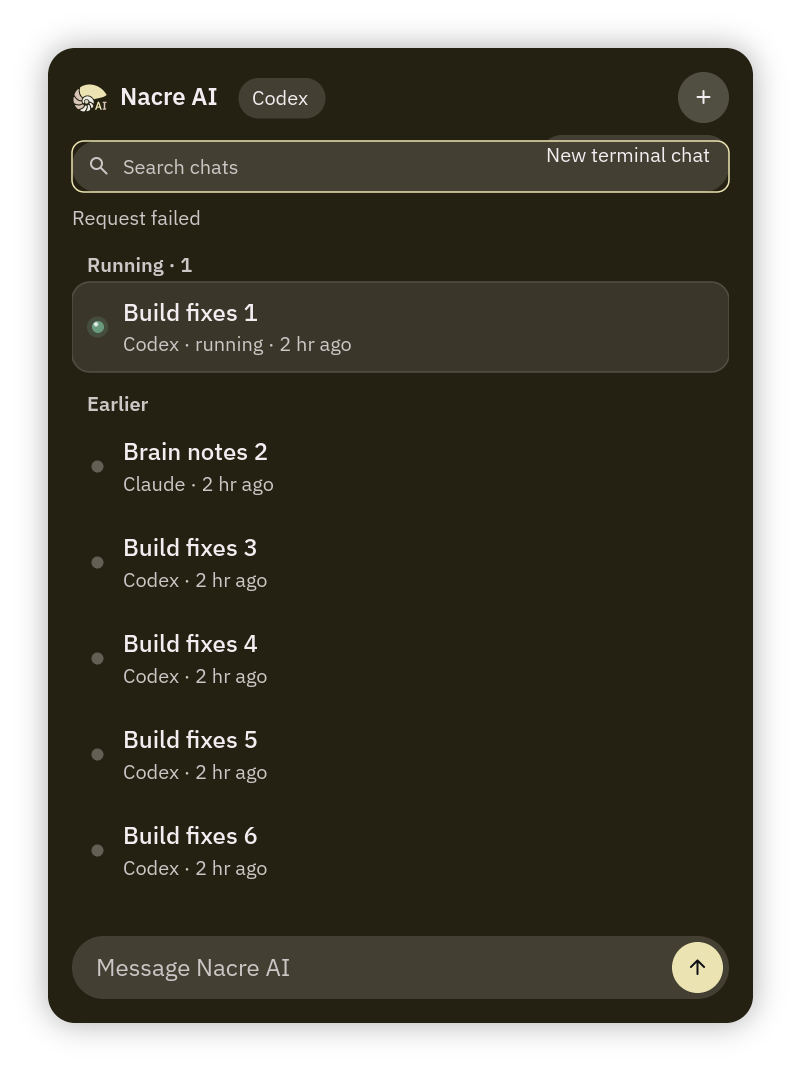 AI
Nacre AI
Codex
+
New terminal chat
Search chats
Request failed
Running · 1
Build fixes 1
Codex · running · 2 hr ago
Earlier
Brain notes 2
Claude · 2 hr ago
Build fixes 3
Codex · 2 hr ago
Build fixes 4
Codex · 2 hr ago
Build fixes 5
Codex · 2 hr ago
Build fixes 6
Codex · 2 hr ago
Message Nacre AI